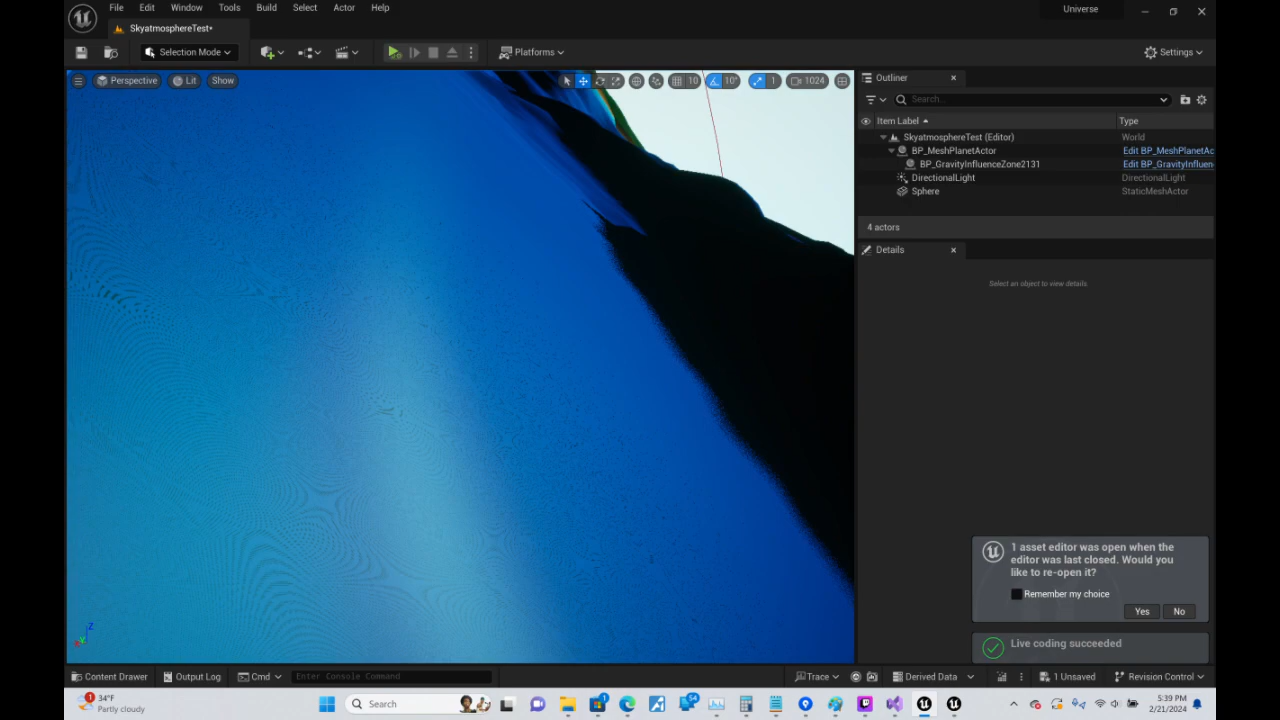 File Edit Window Tools Build Select Actor Help
Universe
SkyatmosphereTest*
Selection Mode
Platforms
Settings
Perspective Lit Show
10 10° 1 1024
Outliner
Search...
Item Label Type
SkyatmosphereTest (Editor) World
BP_MeshPlanetActor Edit BP_MeshPlanetAc
BP_GravityInfluenceZone2131 Edit BP_GravityInfluen
DirectionalLight DirectionalLight
Sphere StaticMeshActor
4 actors
Details
Select an object to view details.
1 asset editor was open when the
editor was last closed. Would you
like to re-open it?
Remember my choice
Yes No
Live coding succeeded
Z
X Y
Content Drawer Output Log Cmd Enter Console Command
Trace Derived Data 1 Unsaved Revision Control
1
34°F
Partly cloudy
Search
1
54
5:39 PM
2/21/2024